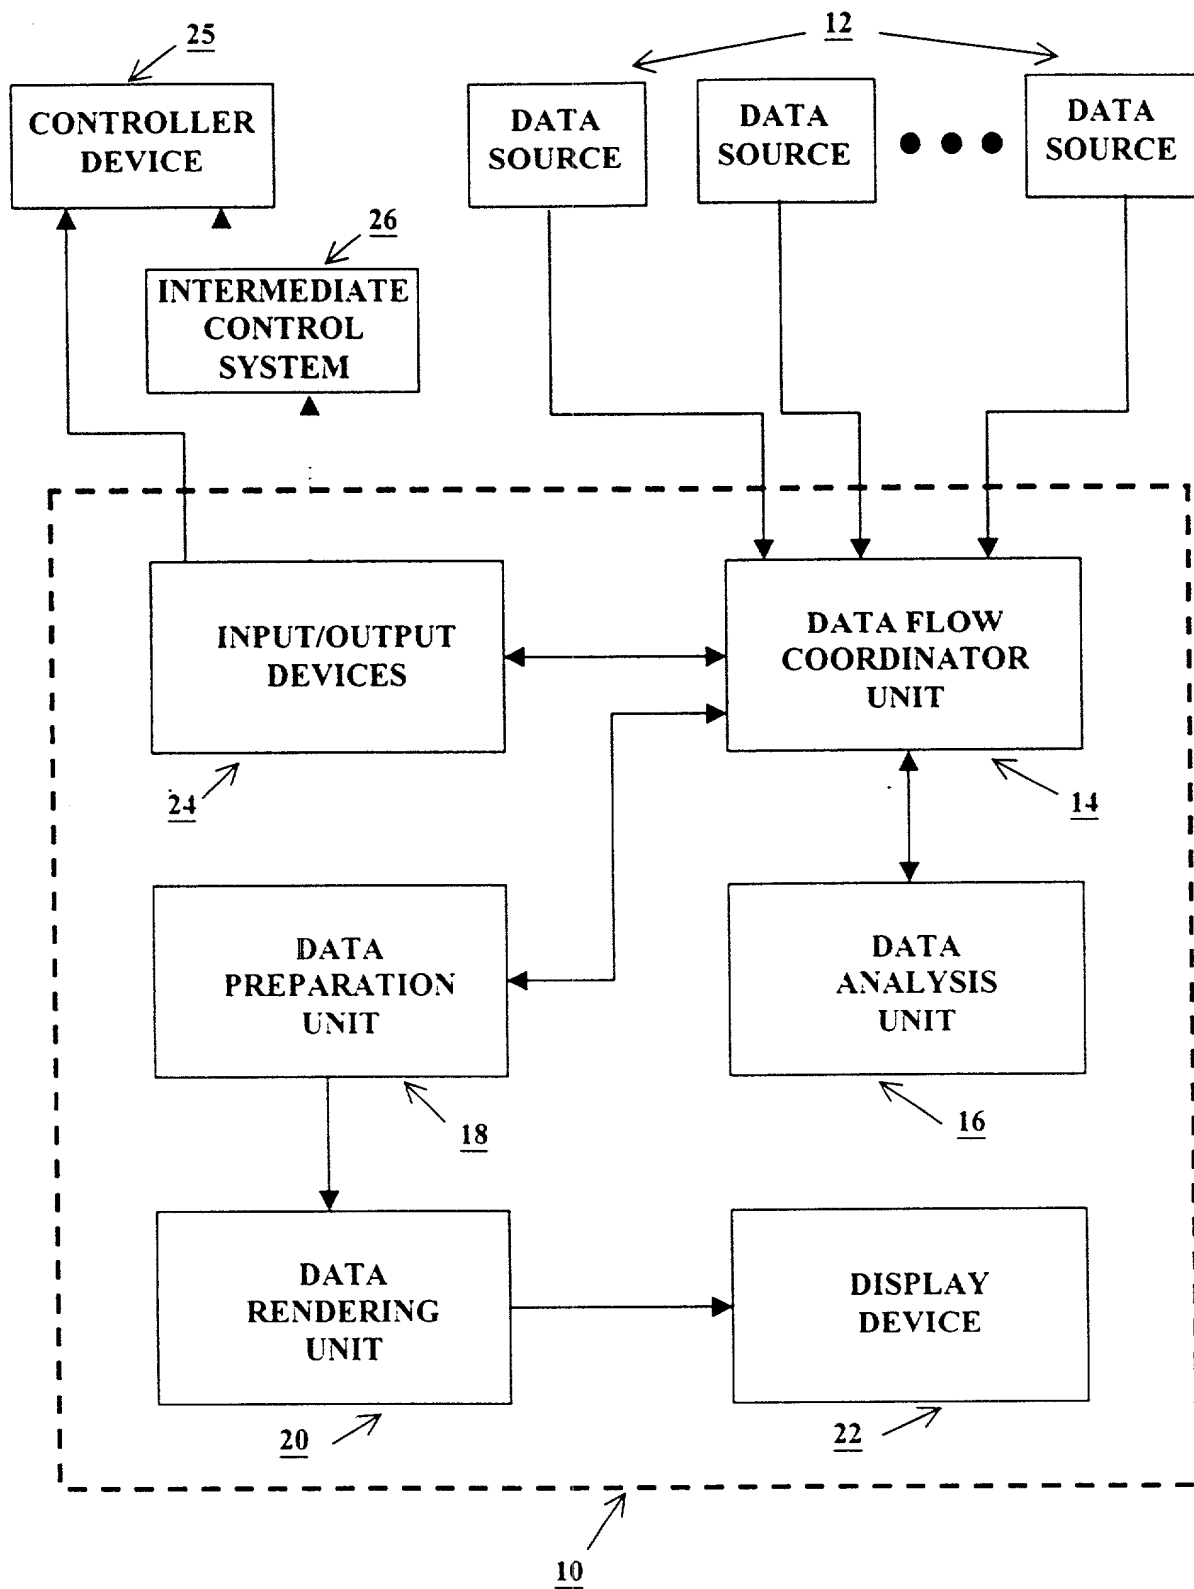 25
12
CONTROLLER
DEVICE
DATA
SOURCE
DATA
SOURCE
DATA
SOURCE
26
INTERMEDIATE
CONTROL
SYSTEM
INPUT/OUTPUT
DEVICES
DATA FLOW
COORDINATOR
UNIT
24
14
DATA
PREPARATION
UNIT
DATA
ANALYSIS
UNIT
18
16
DATA
RENDERING
UNIT
DISPLAY
DEVICE
20
22
10